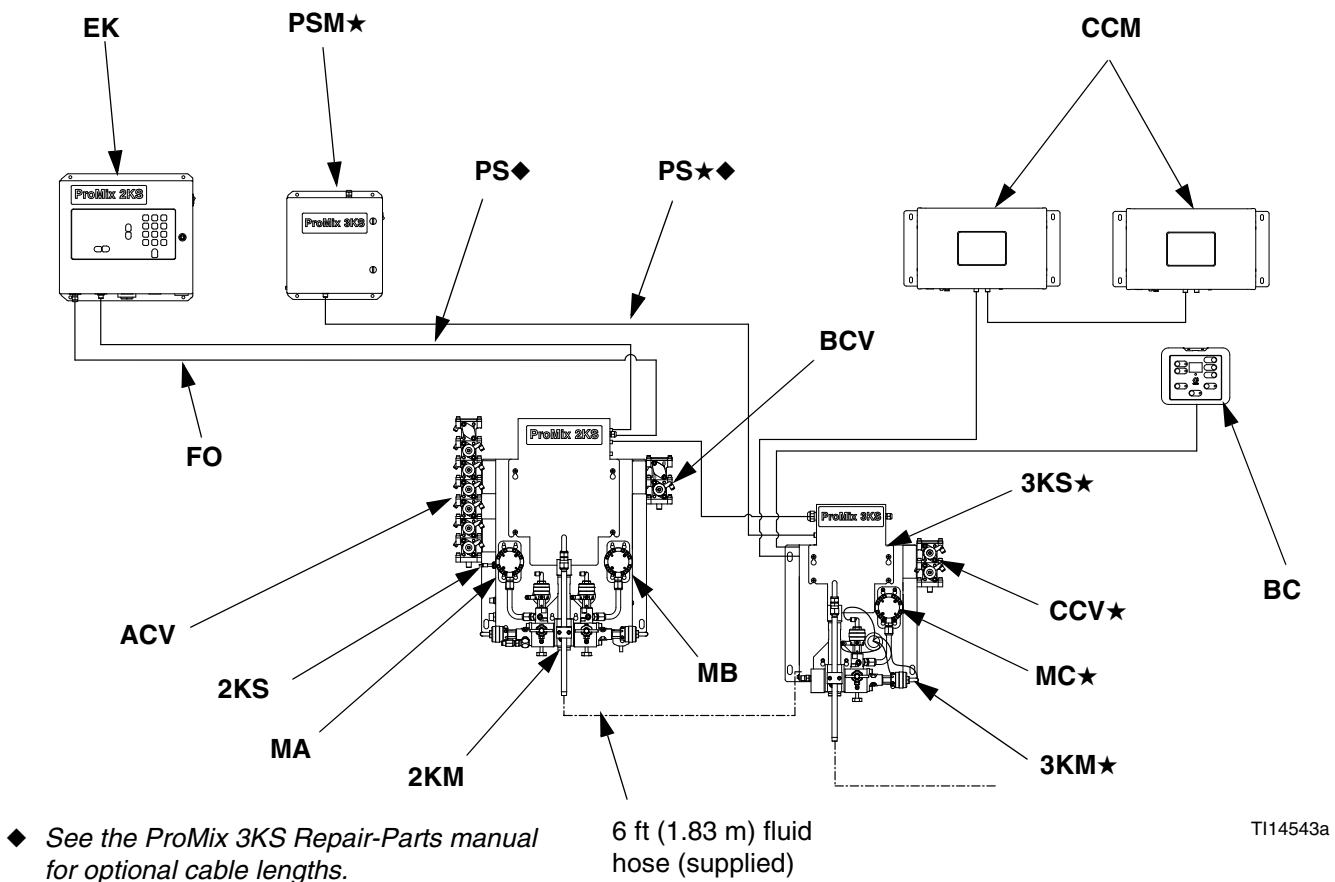 EK
PSM★
CCM
ProMix 2KS
ProMix 3KS
PS◆
PS★◆
BCV
FO
ProMix 2KS
3KS★
ProMix 3KS
BC
CCV★
ACV
MB
MC★
2KS
MA
2KM
3KM★
◆ See the ProMix 3KS Repair-Parts manual
for optional cable lengths.
6 ft (1.83 m) fluid
hose (supplied)
TI14543a